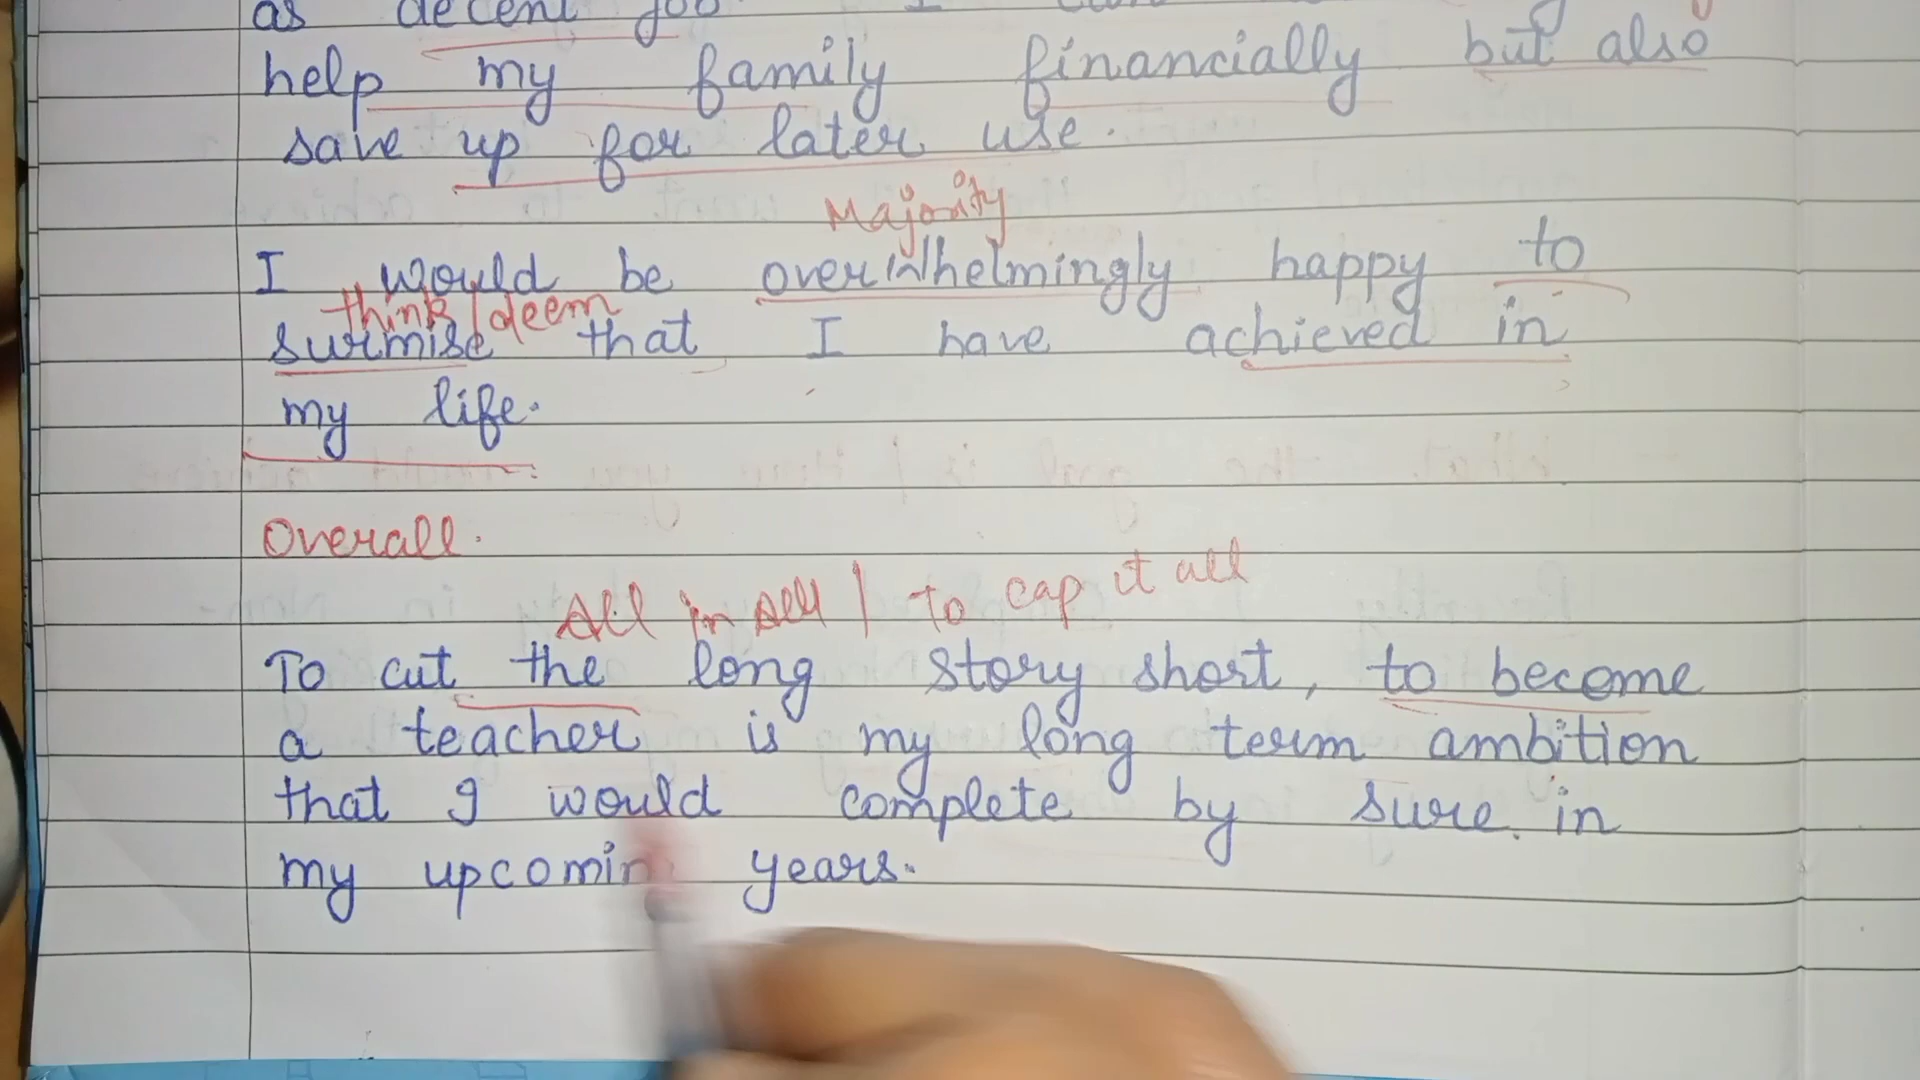 as decent job I
help my family financially but also
save up for later use.
Majority
I would be overwhelmingly happy to
think/deem
surmise that I have achieved in
my life.
Overall.
All in all / To cap it all
To cut the long story short, to become
a teacher is my long term ambition
that I would complete by sure in
my upcomin years.